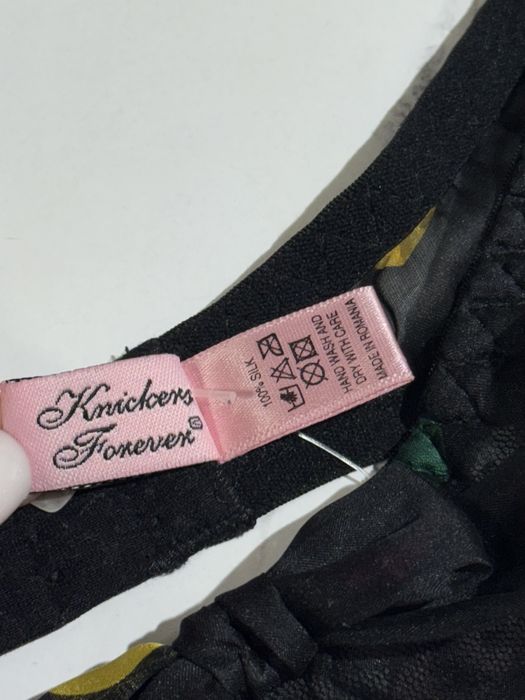 Knickers
Forever®
100% SILK
HAND WASH AND
DRY WITH CARE
MADE IN ROMANIA